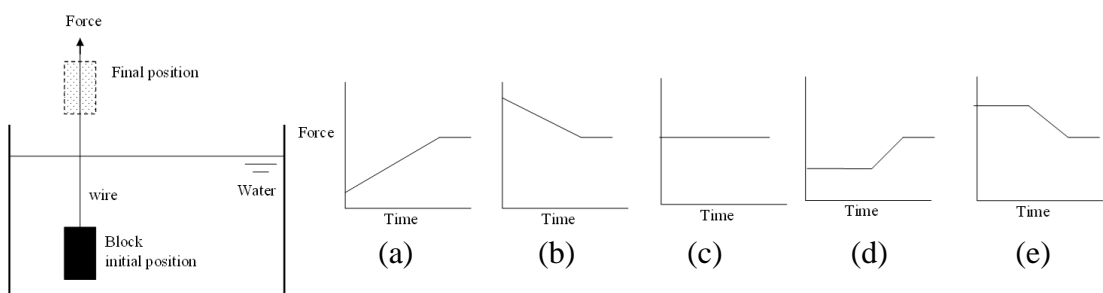 Force
Final position
Water
wire
Block
initial position
Force
Time
(a)
Time
(b)
Time
(c)
Time
(d)
Time
(e)